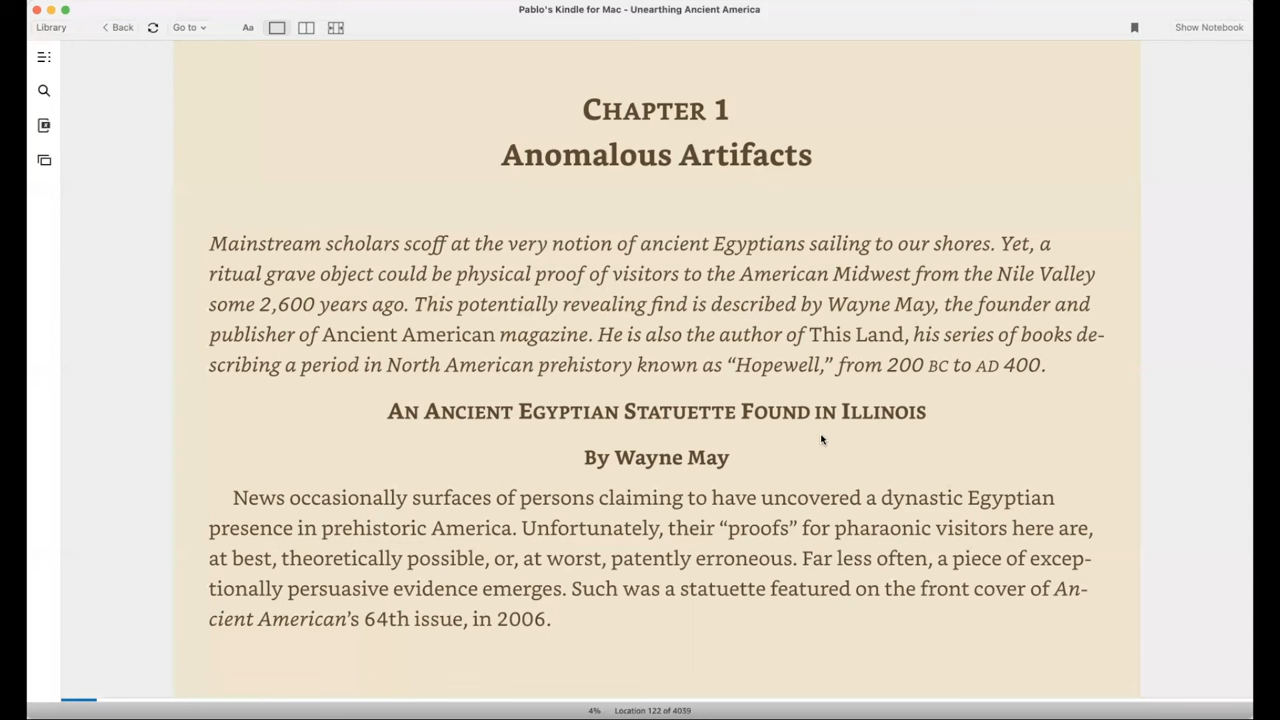 Pablo's Kindle for Mac - Unearthing Ancient America
Library
Back
Go to
Aa
Show Notebook
CHAPTER 1
Anomalous Artifacts
Mainstream scholars scoff at the very notion of ancient Egyptians sailing to our shores. Yet, a
ritual grave object could be physical proof of visitors to the American Midwest from the Nile Valley
some 2,600 years ago. This potentially revealing find is described by Wayne May, the founder and
publisher of Ancient American magazine. He is also the author of This Land, his series of books de-
scribing a period in North American prehistory known as “Hopewell,” from 200 BC to AD 400.
AN ANCIENT EGYPTIAN STATUETTE FOUND IN ILLINOIS
By Wayne May
News occasionally surfaces of persons claiming to have uncovered a dynastic Egyptian
presence in prehistoric America. Unfortunately, their “proofs” for pharaonic visitors here are,
at best, theoretically possible, or, at worst, patently erroneous. Far less often, a piece of excep-
tionally persuasive evidence emerges. Such was a statuette featured on the front cover of An-
cient American’s 64th issue, in 2006.
4% Location 122 of 4039